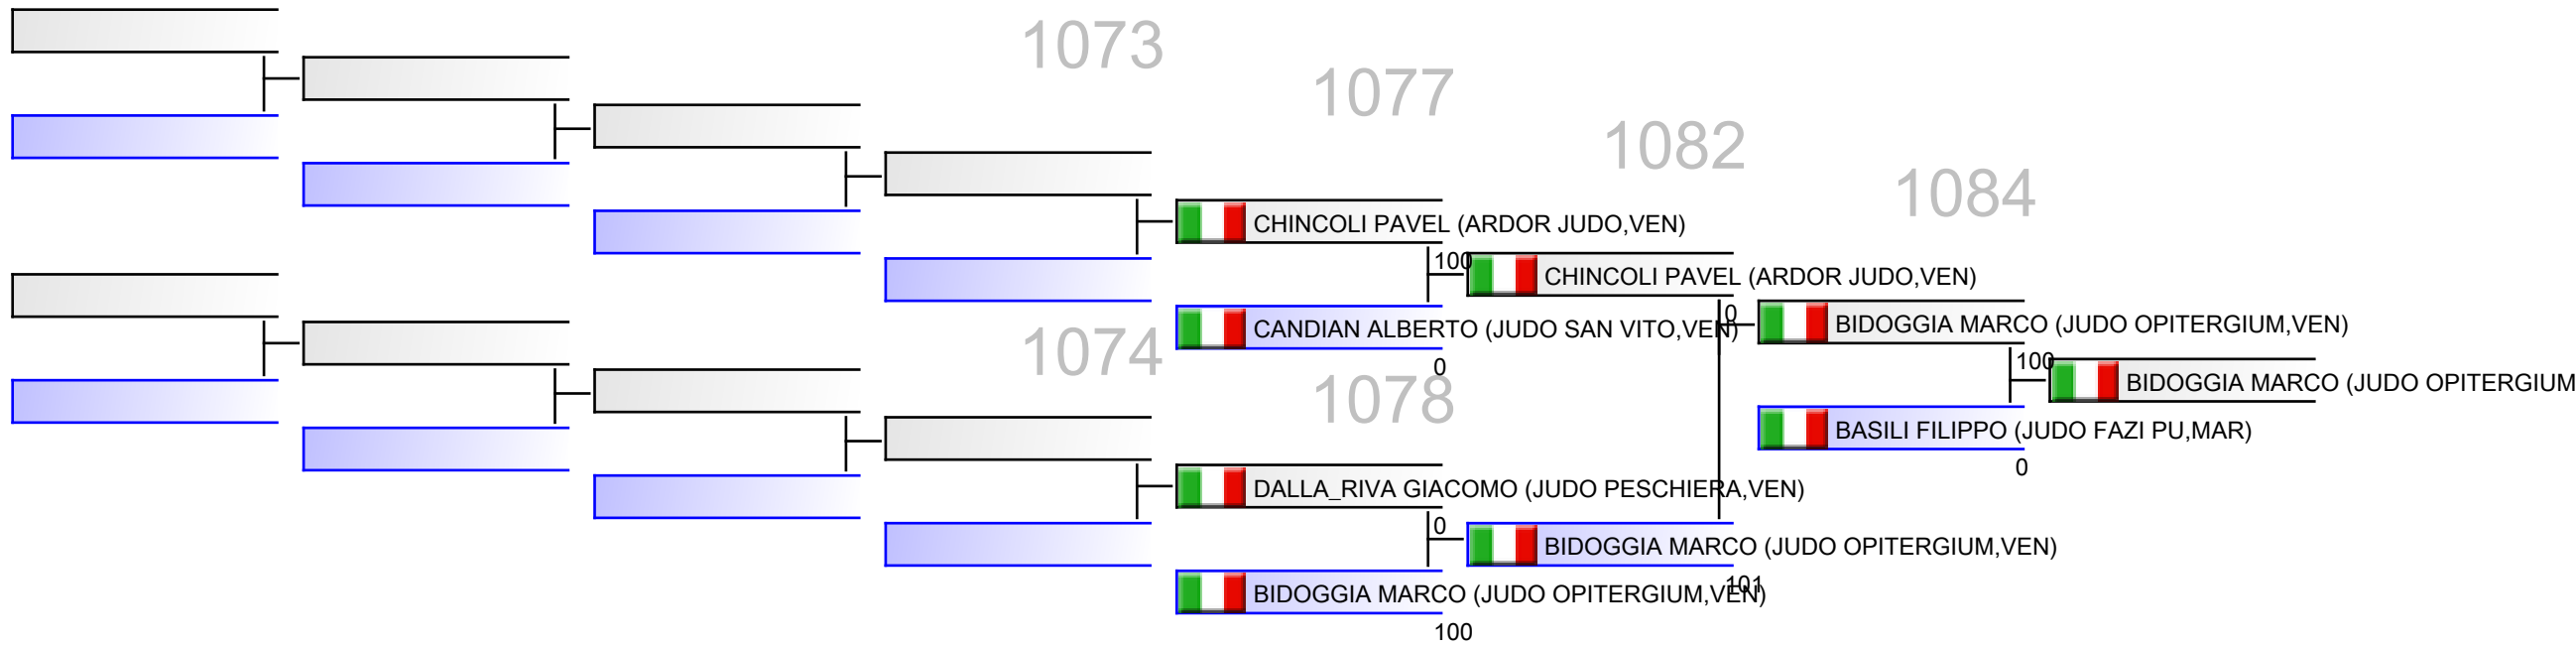 1073
1077
1082
1084
CHINCOLI PAVEL (ARDOR JUDO,VEN)
100
CHINCOLI PAVEL (ARDOR JUDO,VEN)
CANDIAN ALBERTO (JUDO SAN VITO,VEN)
0
0
BIDOGGIA MARCO (JUDO OPITERGIUM,VEN)
100
BIDOGGIA MARCO (JUDO OPITERGIUM
BASILI FILIPPO (JUDO FAZI PU,MAR)
0
1074
1078
DALLA_RIVA GIACOMO (JUDO PESCHIERA,VEN)
0
BIDOGGIA MARCO (JUDO OPITERGIUM,VEN)
101
BIDOGGIA MARCO (JUDO OPITERGIUM,VEN)
100